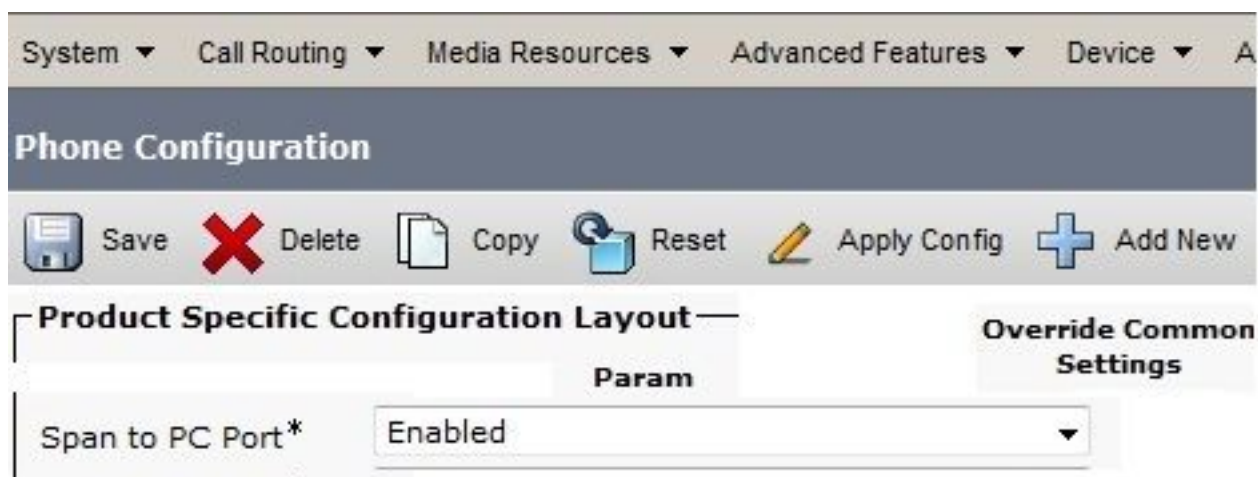 System Call Routing Media Resources Advanced Features Device A
Phone Configuration
Save Delete Copy Reset Apply Config Add New
Product Specific Configuration Layout
Override Common
Settings
Param
Span to PC Port* Enabled